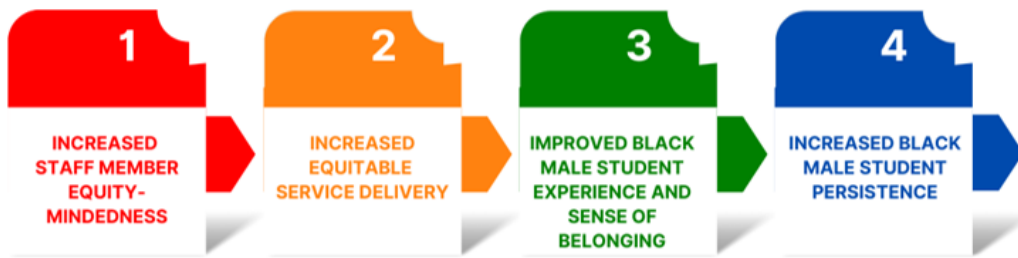 1
INCREASED
STAFF MEMBER
EQUITY-
MINDEDNESS
2
INCREASED
EQUITABLE
SERVICE DELIVERY
3
IMPROVED BLACK
MALE STUDENT
EXPERIENCE AND
SENSE OF
BELONGING
4
INCREASED BLACK
MALE STUDENT
PERSISTENCE